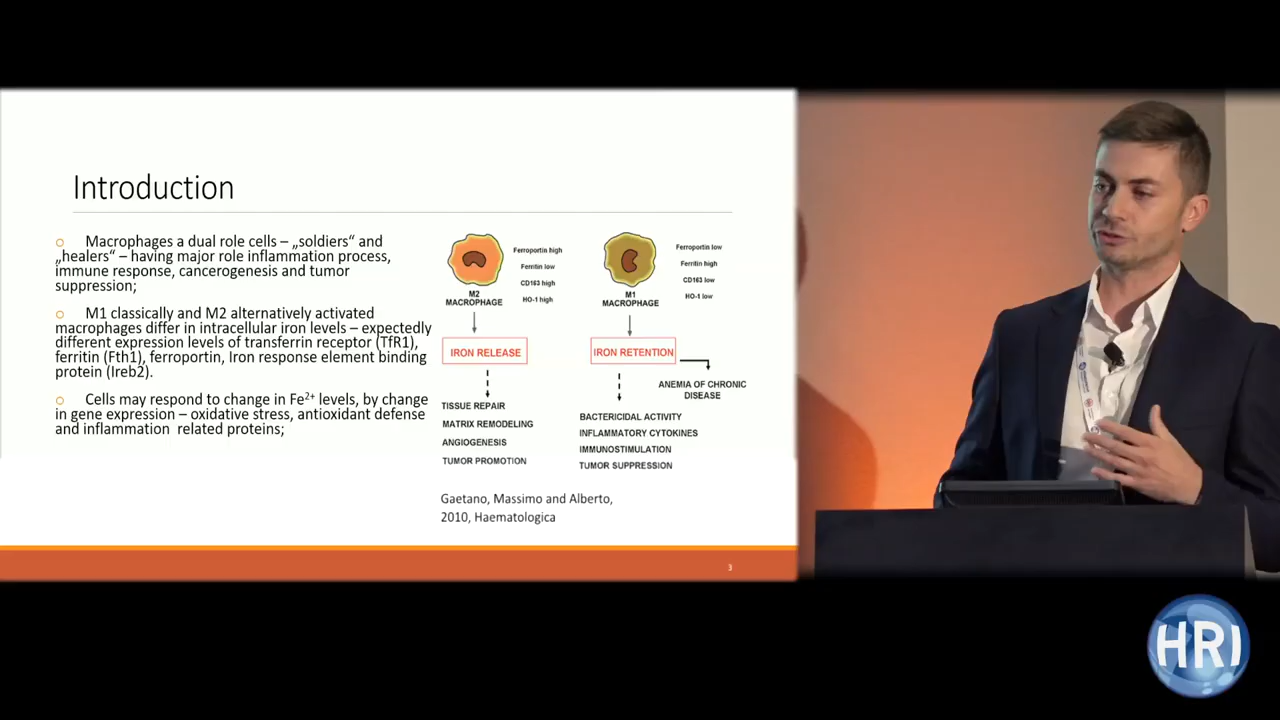 Introduction
o Macrophages a dual role cells – „soldiers“ and
„healers“ – having major role inflammation process,
immune response, cancerogenesis and tumor
suppression;
o M1 classically and M2 alternatively activated
macrophages differ in intracellular iron levels – expectedly
different expression levels of transferrin receptor (TfR1),
ferritin (Fth1), ferroportin, Iron response element binding
protein (Ireb2).
o Cells may respond to change in Fe²⁺ levels, by change
in gene expression – oxidative stress, antioxidant defense
and inflammation related proteins;
Ferroportin high
Ferritin low
CD163 high
HO-1 high
M2
MACROPHAGE
IRON RELEASE
TISSUE REPAIR
MATRIX REMODELING
ANGIOGENESIS
TUMOR PROMOTION
Ferroportin low
Ferritin high
CD163 low
HO-1 low
M1
MACROPHAGE
IRON RETENTION
ANEMIA OF CHRONIC
DISEASE
BACTERICIDAL ACTIVITY
INFLAMMATORY CYTOKINES
IMMUNOSTIMULATION
TUMOR SUPPRESSION
Gaetano, Massimo and Alberto,
2010, Haematologica
3
HRI